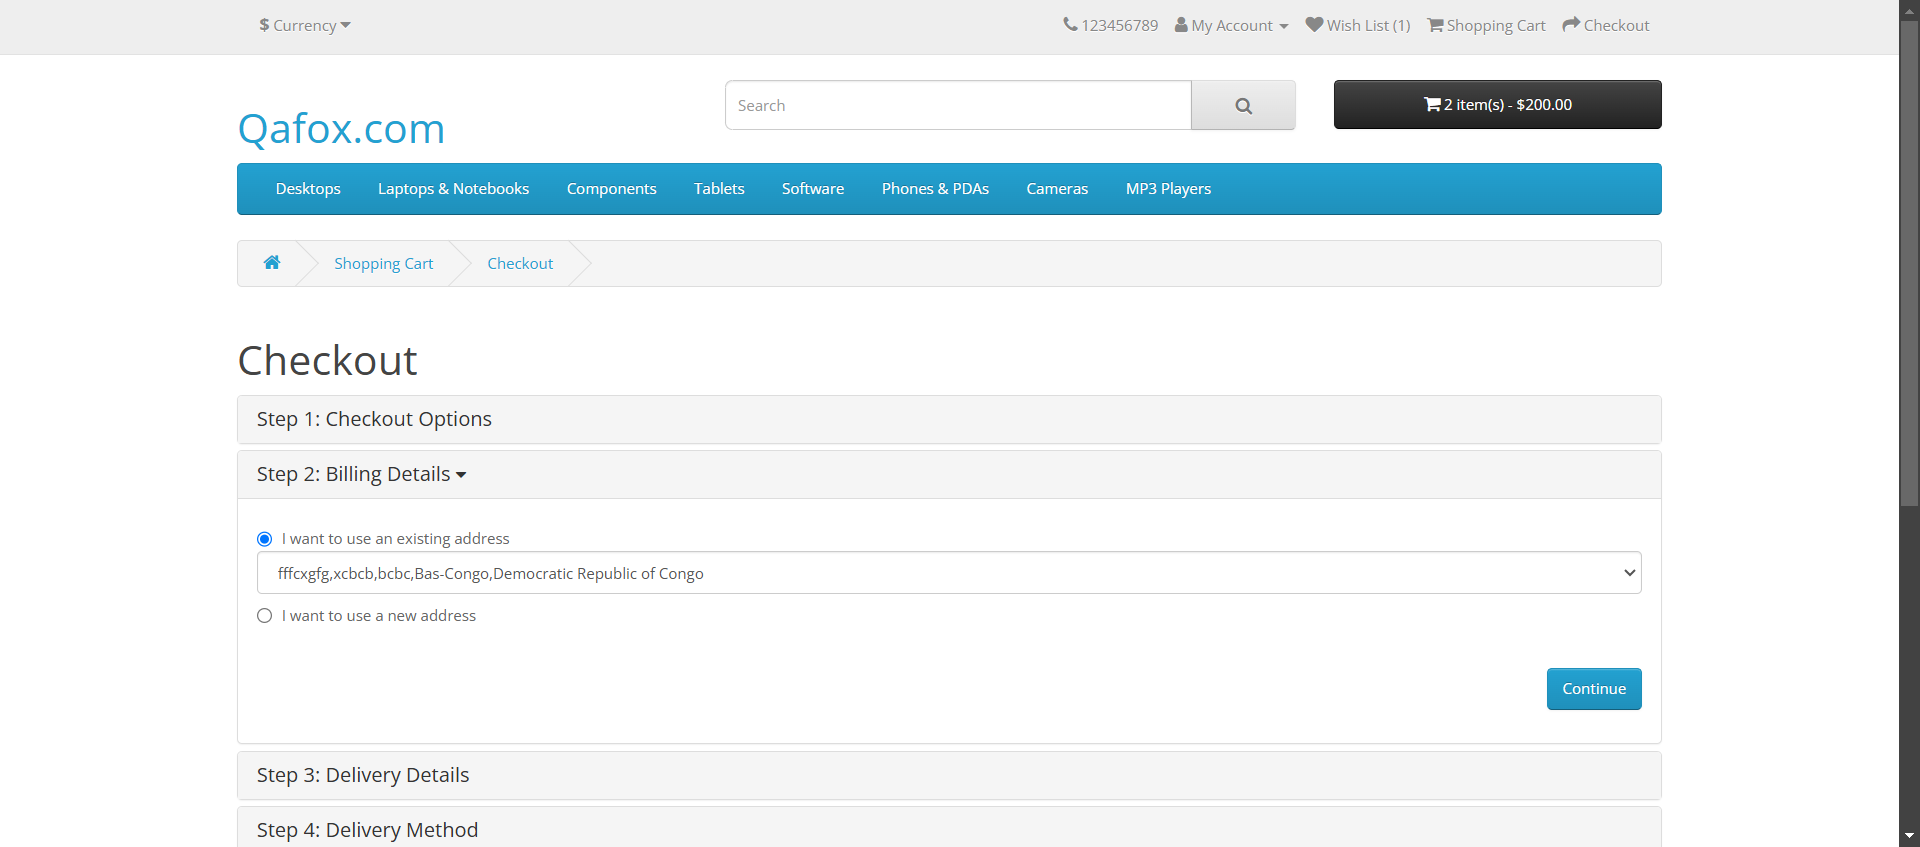 $ Currency
123456789 My Account Wish List (1) Shopping Cart Checkout
Qafox.com
Search
2 item(s) - $200.00
Desktops Laptops & Notebooks Components Tablets Software Phones & PDAs Cameras MP3 Players
Shopping Cart Checkout
Checkout
Step 1: Checkout Options
Step 2: Billing Details
I want to use an existing address
fffcxgfg,xcbcb,bcbc,Bas-Congo,Democratic Republic of Congo
I want to use a new address
Continue
Step 3: Delivery Details
Step 4: Delivery Method